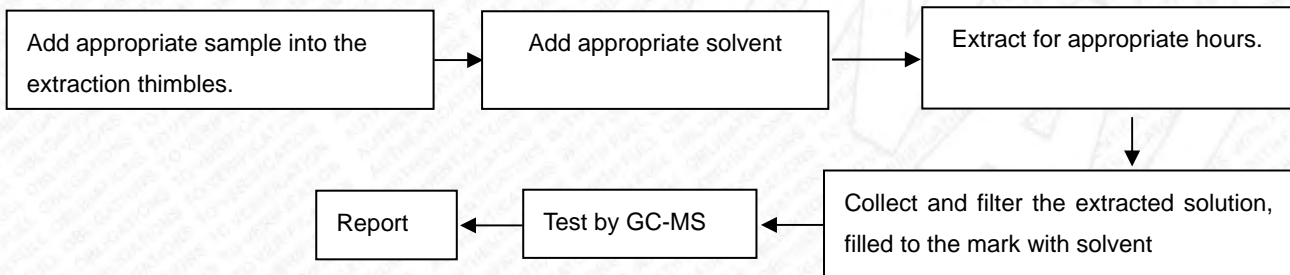 Add appropriate sample into the
extraction thimbles.
Add appropriate solvent
Extract for appropriate hours.
Collect and filter the extracted solution,
filled to the mark with solvent
Test by GC-MS
Report